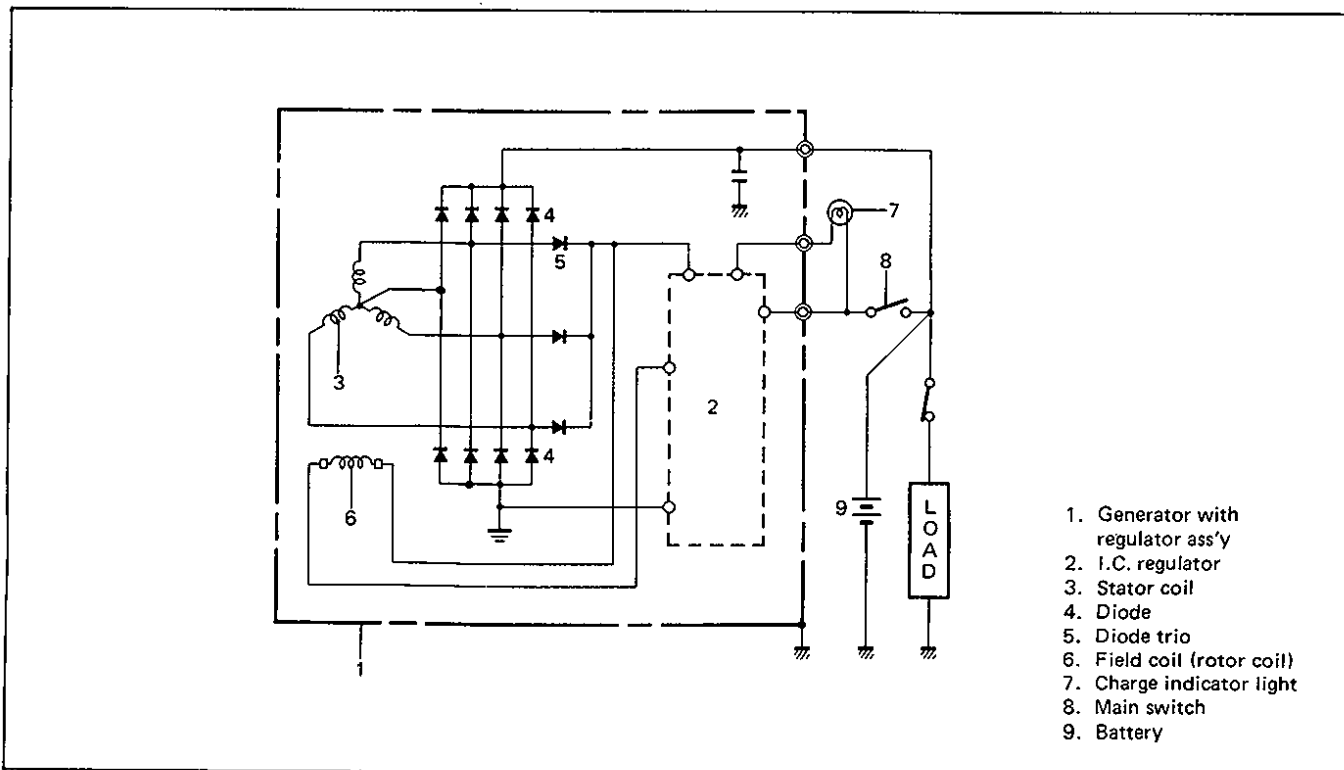 4
7
5
8
3
2
4
9
6
LOAD
1
1. Generator with
regulator ass'y
2. I.C. regulator
3. Stator coil
4. Diode
5. Diode trio
6. Field coil (rotor coil)
7. Charge indicator light
8. Main switch
9. Battery